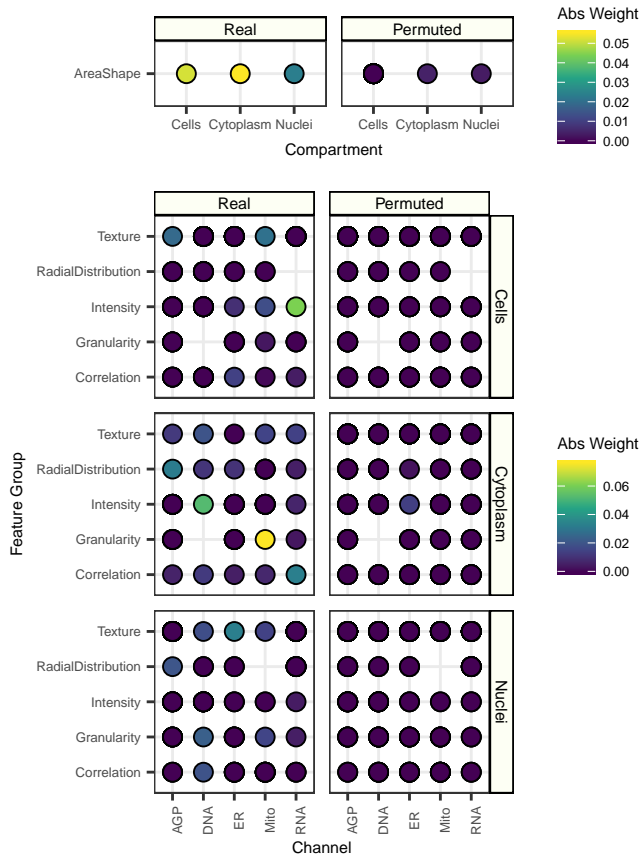 Real
Permuted
Abs Weight
AreaShape
0.05
0.04
0.03
0.02
0.01
0.00
Cells
Cytoplasm
Nuclei
Cells
Cytoplasm
Nuclei
Compartment
Real
Permuted
Texture
RadialDistribution
Intensity
Granularity
Correlation
Cells
Texture
RadialDistribution
Intensity
Granularity
Correlation
Cytoplasm
Feature Group
Abs Weight
0.06
0.04
0.02
0.00
Texture
RadialDistribution
Intensity
Granularity
Correlation
Nuclei
AGP
DNA
ER
Mito
RNA
AGP
DNA
ER
Mito
RNA
Channel